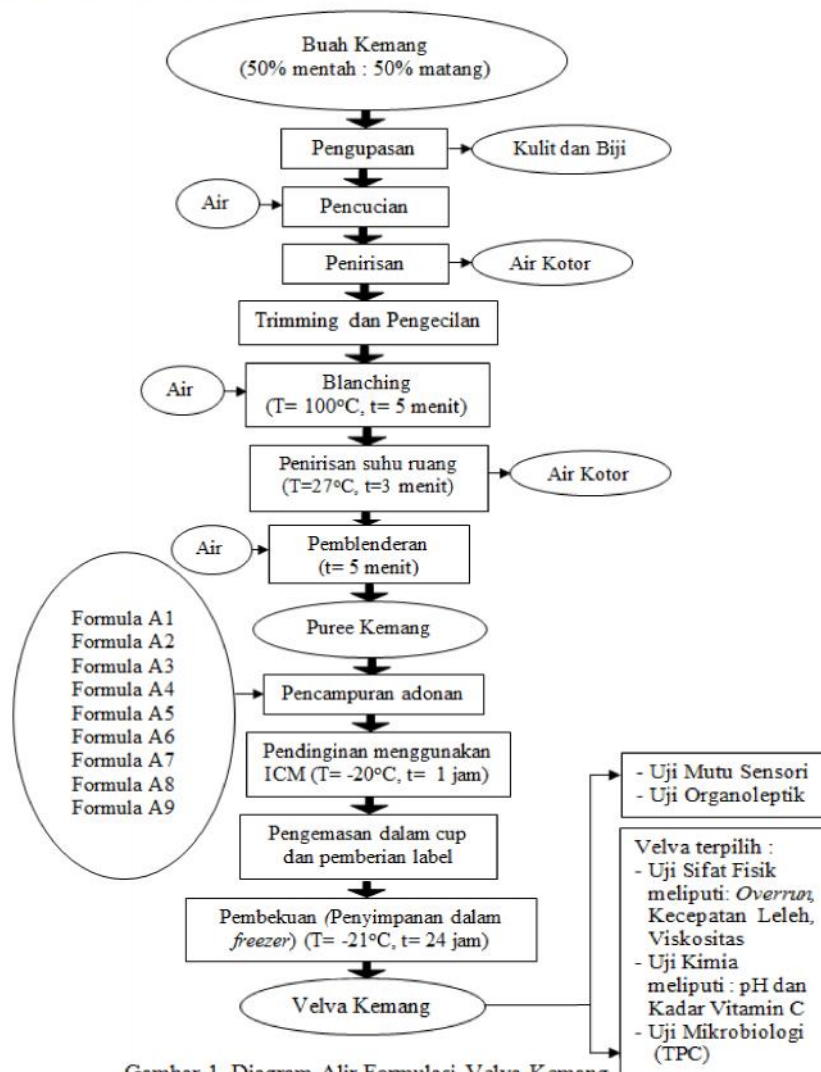 Buah Kemang
(50% mentah : 50% matang)
Pengupasan
Kulit dan Biji
Air
Pencucian
Penirisan
Air Kotor
Trimming dan Pengecilan
Air
Blanching
(T= 100°C, t= 5 menit)
Penirisan suhu ruang
(T=27°C, t=3 menit)
Air Kotor
Air
Pemblenderan
(t= 5 menit)
Puree Kemang
Formula A1
Formula A2
Formula A3
Formula A4
Formula A5
Formula A6
Formula A7
Formula A8
Formula A9
Pencampuran adonan
Pendinginan menggunakan
ICM (T= -20°C, t= 1 jam)
Pengemasan dalam cup
dan pemberian label
Pembekuan (Penyimpanan dalam
freezer) (T= -21°C, t= 24 jam)
Velva Kemang
- Uji Mutu Sensori
- Uji Organoleptik
Velva terpilih :
- Uji Sifat Fisik
meliputi: Overrun,
Kecepatan Leleh,
Viskositas
- Uji Kimia
meliputi : pH dan
Kadar Vitamin C
- Uji Mikrobiologi
(TPC)
Gambar 1. Diagram Alir Formulasi Velva Kemang